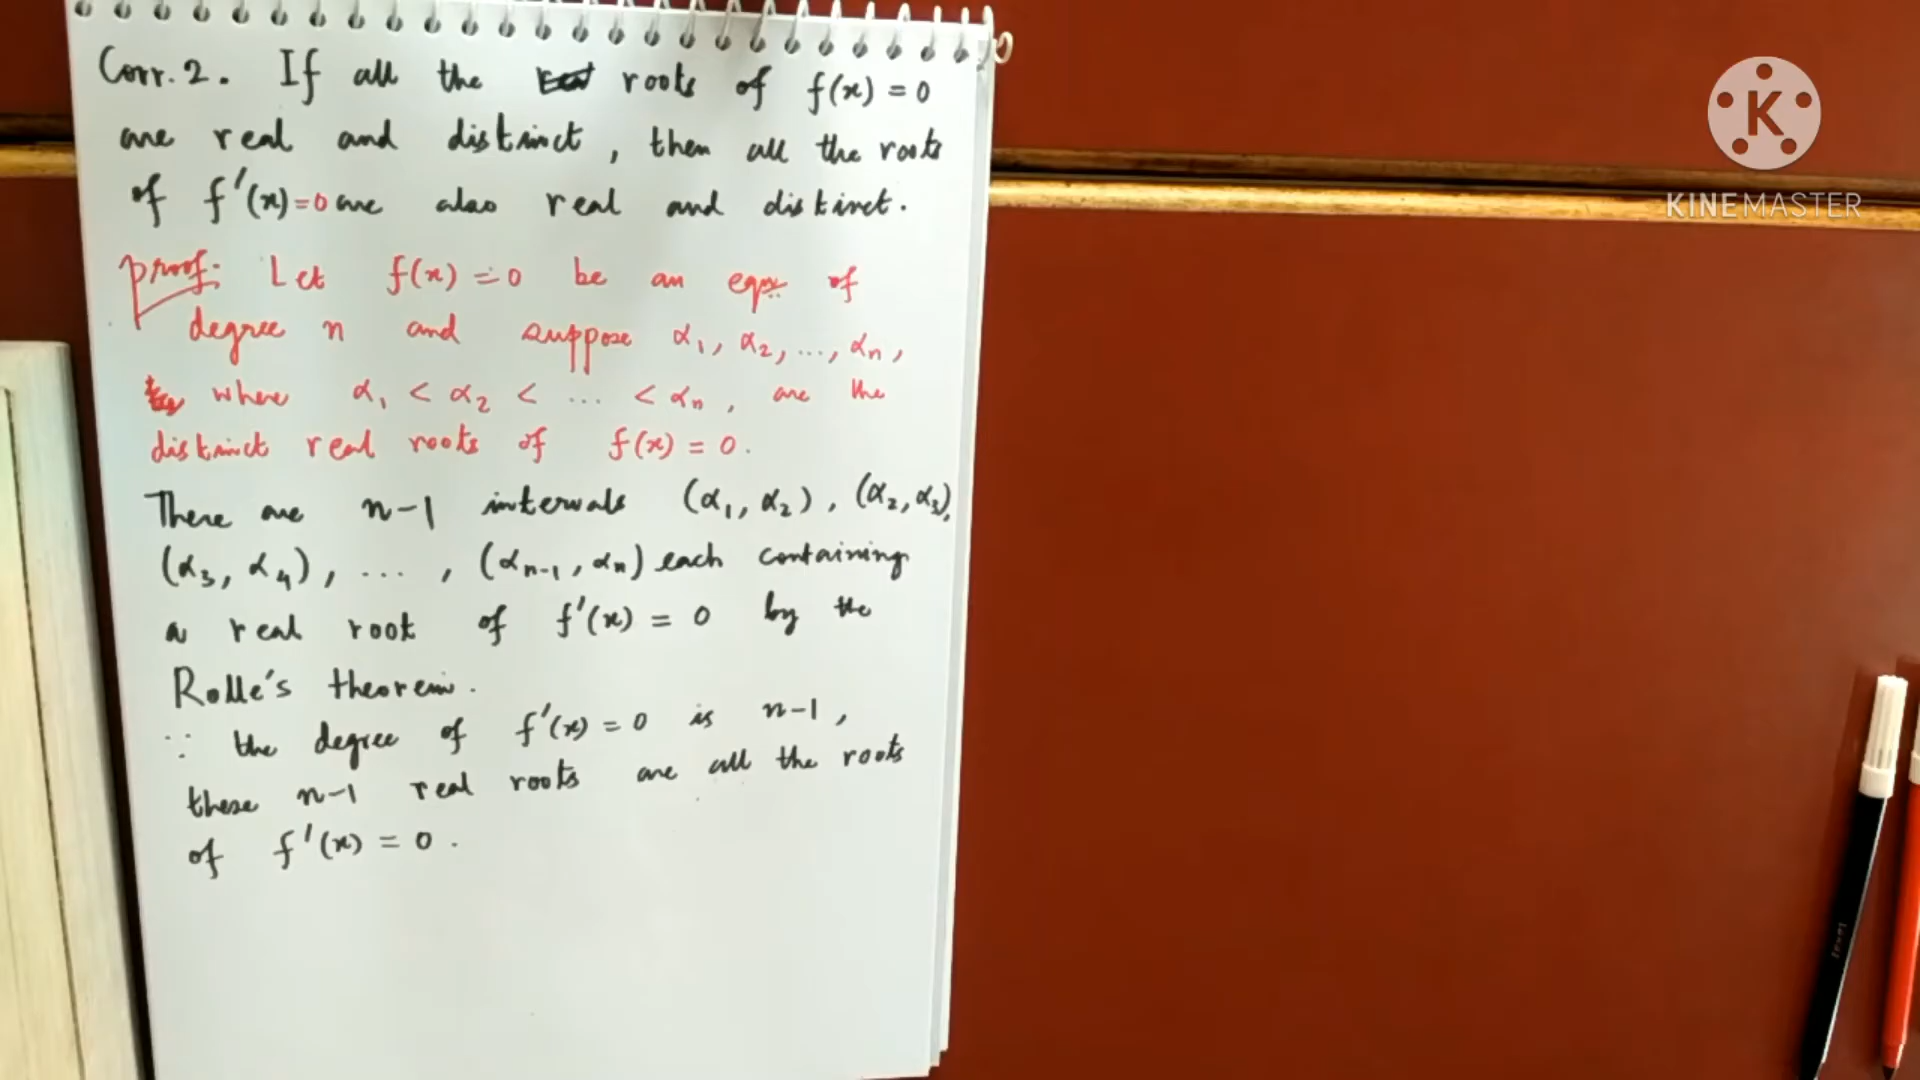 Corr. 2. If all the roots of f(x) = 0
are real and distinct, then all the roots
of f'(x)=0 are also real and distinct.
proof: Let f(x) = 0 be an eqn. of
degree n and suppose α₁, α₂, ..., αₙ,
where α₁ < α₂ < ... < αₙ, are the
distinct real roots of f(x) = 0.
There are n-1 intervals (α₁, α₂), (α₂, α₃),
(α₃, α₄), ... , (αₙ₋₁, αₙ) each containing
a real root of f'(x) = 0 by the
Rolle's theorem.
∵ the degree of f'(x) = 0 is n-1,
these n-1 real roots are all the roots
of f'(x) = 0.
K
KINEMASTER